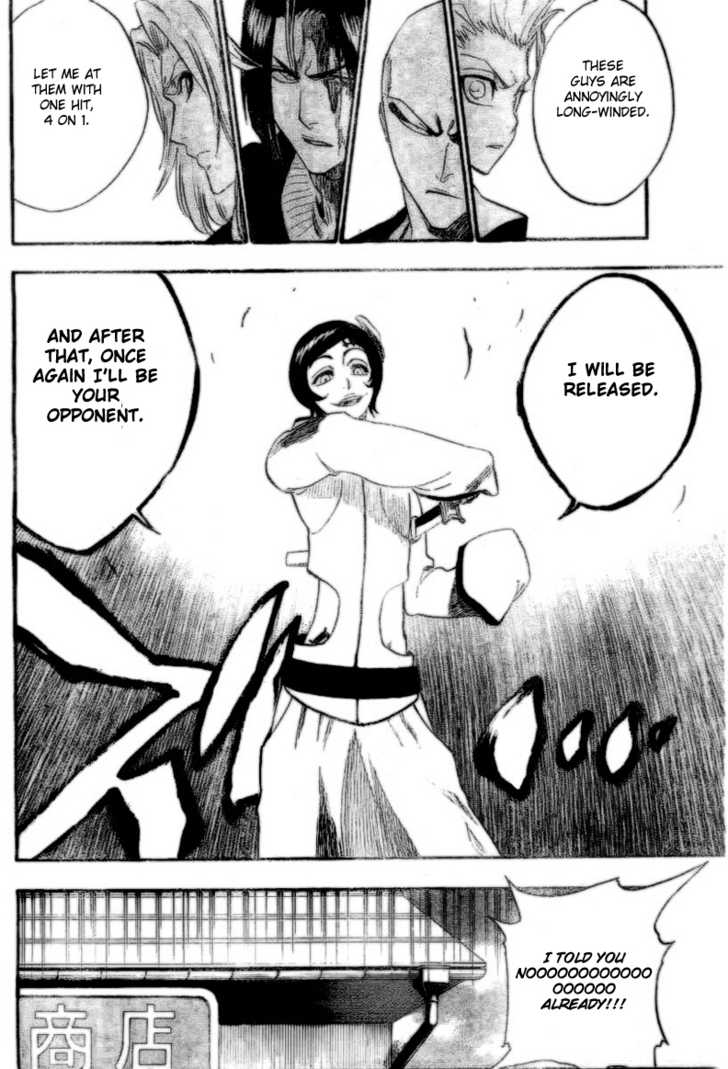 THESE
GUYS ARE
ANNOYINGLY
LONG-WINDED.
LET ME AT
THEM WITH
ONE HIT,
4 ON 1.
I WILL BE
RELEASED.
AND AFTER
THAT, ONCE
AGAIN I'LL BE
YOUR
OPPONENT.
I TOLD YOU
NOOOOOOOOOOOO
OOOOOO
ALREADY!!!
商店